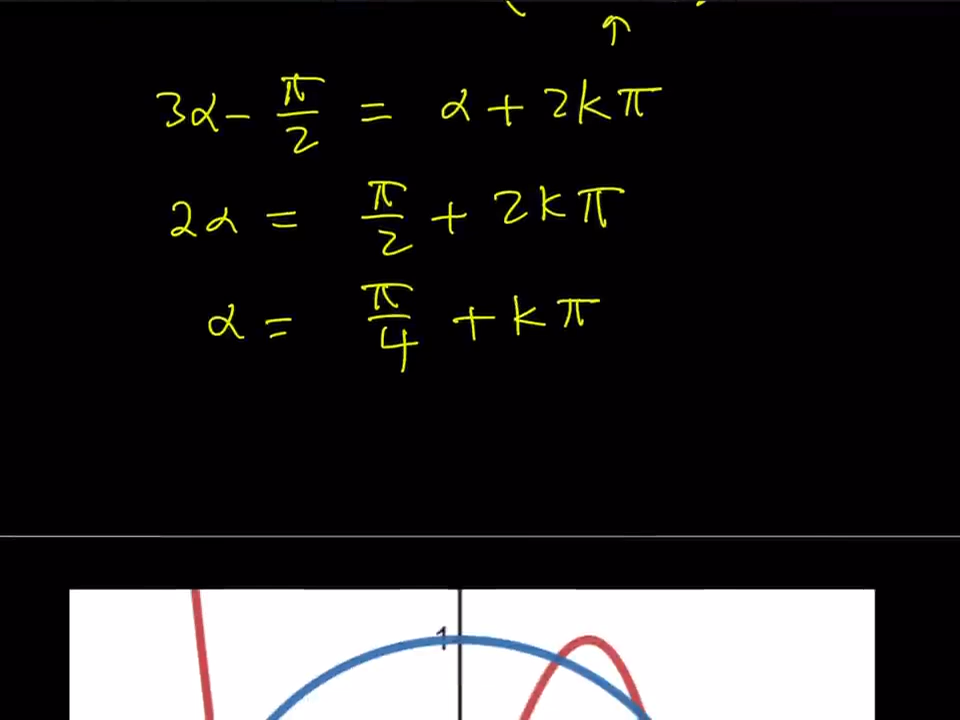 3α - π/2 = α + 2kπ
2α = π/2 + 2kπ
α = π/4 + kπ
1